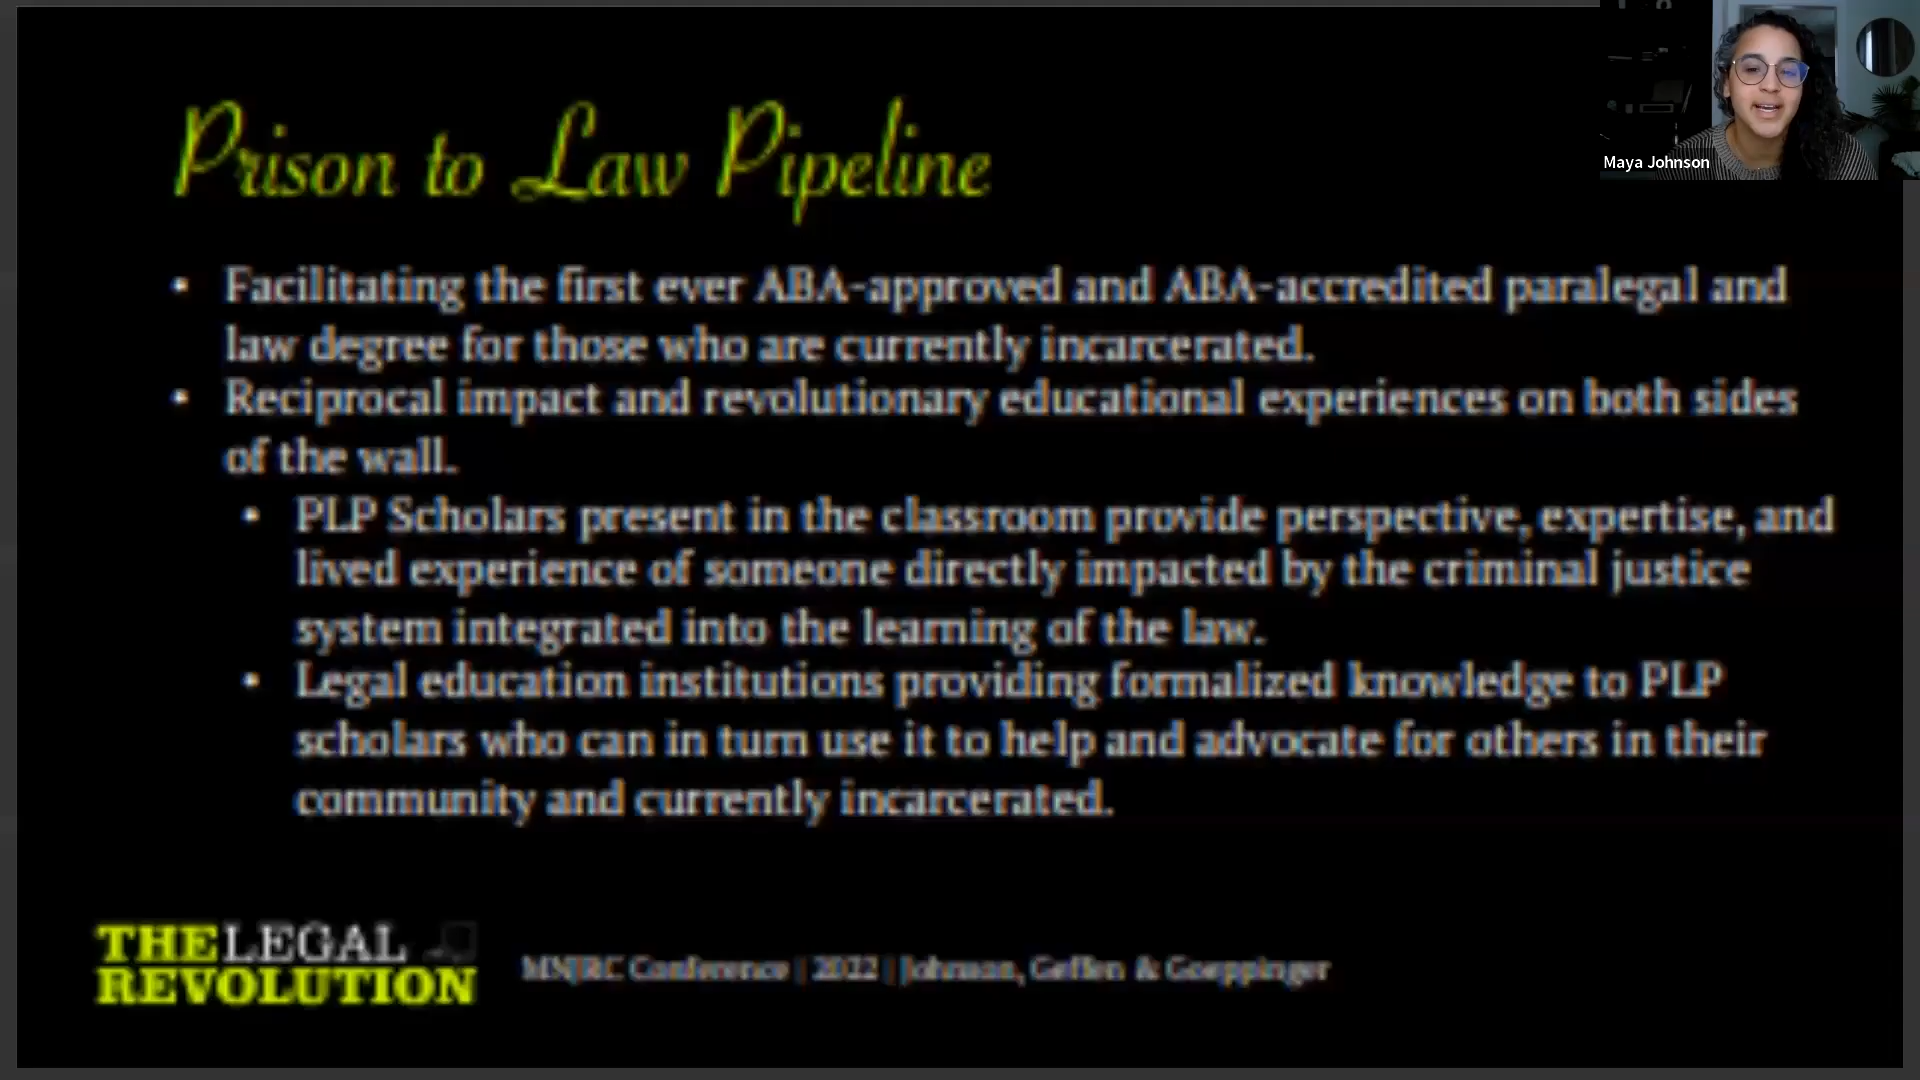 Prison to Law Pipeline
Maya Johnson
• Facilitating the first ever ABA-approved and ABA-accredited paralegal and
law degree for those who are currently incarcerated.
• Reciprocal impact and revolutionary educational experiences on both sides
of the wall.
• PLP Scholars present in the classroom provide perspective, expertise, and
lived experience of someone directly impacted by the criminal justice
system integrated into the learning of the law.
• Legal education institutions providing formalized knowledge to PLP
scholars who can in turn use it to help and advocate for others in their
community and currently incarcerated.
THE LEGAL
REVOLUTION
MNJRC Conference | 2022 | Johnson, Geffen & Goeppinger